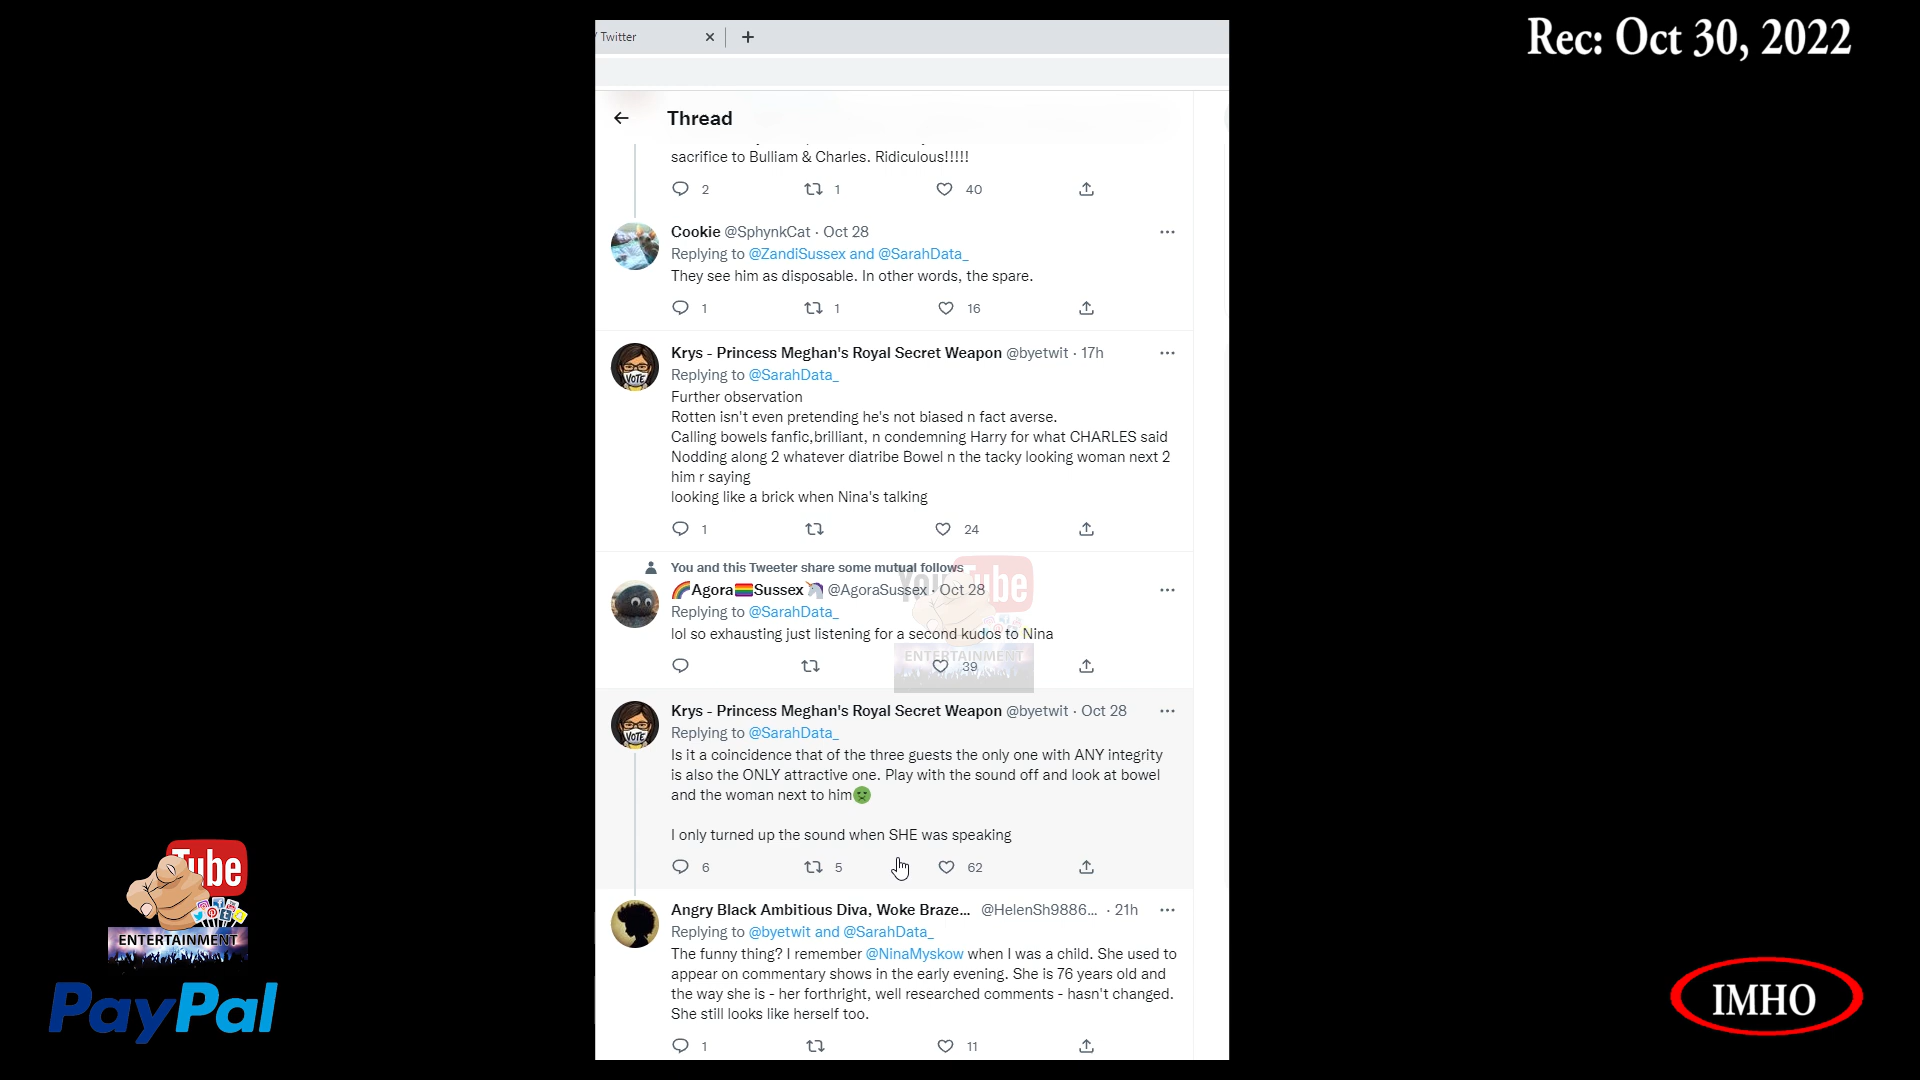 Rec: Oct 30, 2022
/ Twitter
Thread
sacrifice to Bulliam & Charles. Ridiculous!!!!!
2 1 40
Cookie @SphynkCat · Oct 28
Replying to @ZandiSussex and @SarahData_
They see him as disposable. In other words, the spare.
1 1 16
Krys - Princess Meghan's Royal Secret Weapon @byetwit · 17h
Replying to @SarahData_
Further observation
Rotten isn't even pretending he's not biased n fact averse.
Calling bowels fanfic,brilliant, n condemning Harry for what CHARLES said
Nodding along 2 whatever diatribe Bowel n the tacky looking woman next 2
him r saying
looking like a brick when Nina's talking
1 24
You and this Tweeter share some mutual follows
Agora Sussex @AgoraSussex · Oct 28
Replying to @SarahData_
lol so exhausting just listening for a second kudos to Nina
39
YouTube
ENTERTAINMENT
Krys - Princess Meghan's Royal Secret Weapon @byetwit · Oct 28
Replying to @SarahData_
Is it a coincidence that of the three guests the only one with ANY integrity
is also the ONLY attractive one. Play with the sound off and look at bowel
and the woman next to him
I only turned up the sound when SHE was speaking
6 5 62
Angry Black Ambitious Diva, Woke Braze... @HelenSh9886... · 21h
Replying to @byetwit and @SarahData_
The funny thing? I remember @NinaMyskow when I was a child. She used to
appear on commentary shows in the early evening. She is 76 years old and
the way she is - her forthright, well researched comments - hasn't changed.
She still looks like herself too.
1 11
Tube
ENTERTAINMENT
PayPal
VOTE
VOTE
IMHO